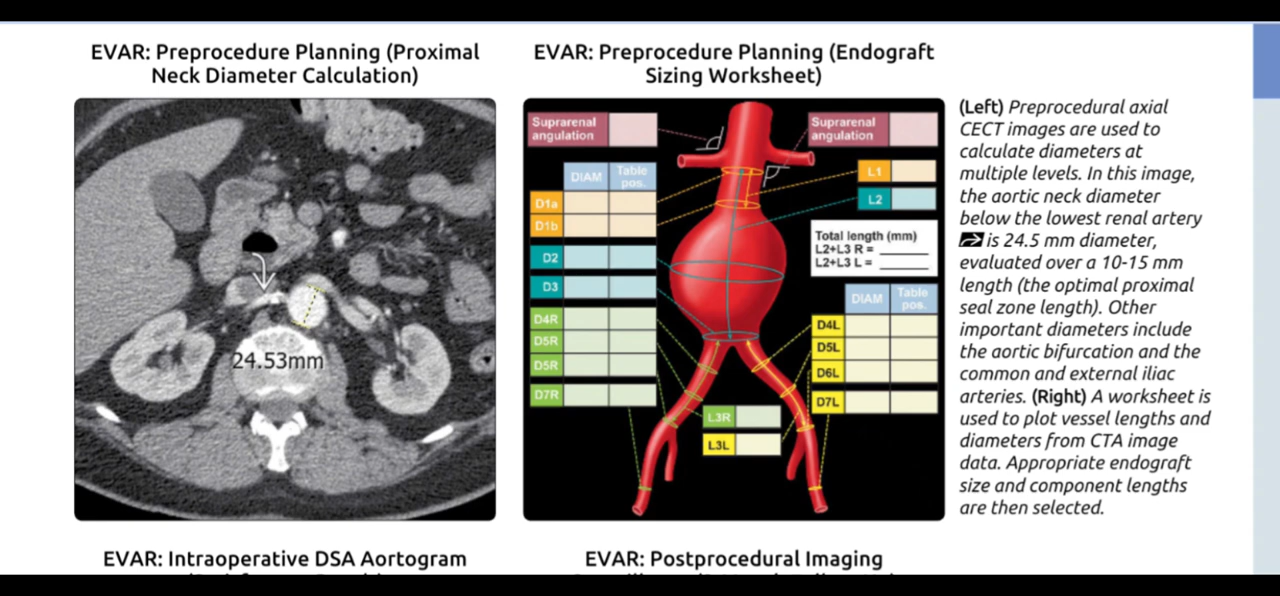 EVAR: Preprocedure Planning (Proximal
Neck Diameter Calculation)
24.53mm
EVAR: Preprocedure Planning (Endograft
Sizing Worksheet)
Suprarenal
angulation
Suprarenal
angulation
DIAM
Table
pos.
D1a
D1b
D2
D3
D4R
D5R
D5R
D7R
L1
L2
Total length (mm)
L2+L3 R =
L2+L3 L =
DIAM
Table
pos.
D4L
D5L
D6L
D7L
L3R
L3L
(Left) Preprocedural axial
CECT images are used to
calculate diameters at
multiple levels. In this image,
the aortic neck diameter
below the lowest renal artery
is 24.5 mm diameter,
evaluated over a 10-15 mm
length (the optimal proximal
seal zone length). Other
important diameters include
the aortic bifurcation and the
common and external iliac
arteries. (Right) A worksheet is
used to plot vessel lengths and
diameters from CTA image
data. Appropriate endograft
size and component lengths
are then selected.
EVAR: Intraoperative DSA Aortogram
EVAR: Postprocedural Imaging